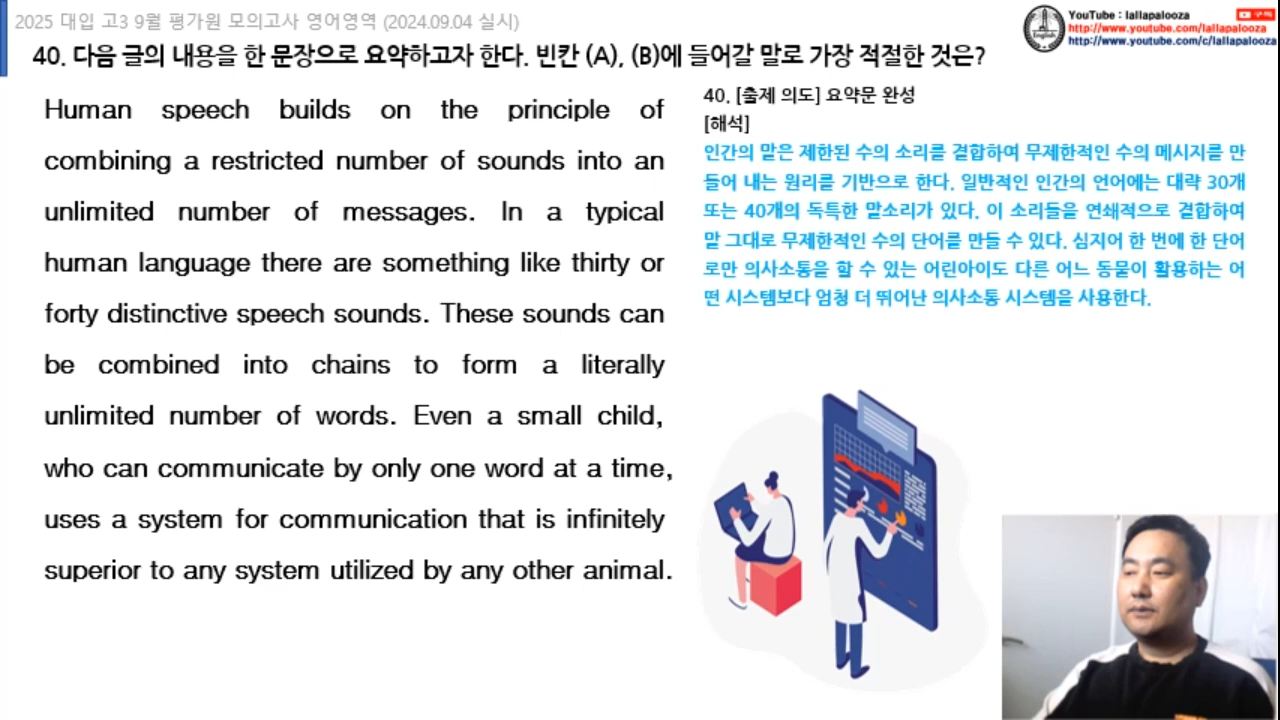 2025 대입 고3 9월 평가원 모의고사 영어영역 (2024.09.04 실시)
YouTube : lallapalooza
구독
http://www.youtube.com/lallapalooza
http://www.youtube.com/c/lallapalooza
40. 다음 글의 내용을 한 문장으로 요약하고자 한다. 빈칸 (A), (B)에 들어갈 말로 가장 적절한 것은?
Human speech builds on the principle of
combining a restricted number of sounds into an
unlimited number of messages. In a typical
human language there are something like thirty or
forty distinctive speech sounds. These sounds can
be combined into chains to form a literally
unlimited number of words. Even a small child,
who can communicate by only one word at a time,
uses a system for communication that is infinitely
superior to any system utilized by any other animal.
40. [출제 의도] 요약문 완성
[해석]
인간의 말은 제한된 수의 소리를 결합하여 무제한적인 수의 메시지를 만
들어 내는 원리를 기반으로 한다. 일반적인 인간의 언어에는 대략 30개
또는 40개의 독특한 말소리가 있다. 이 소리들을 연쇄적으로 결합하여
말 그대로 무제한적인 수의 단어를 만들 수 있다. 심지어 한 번에 한 단어
로만 의사소통을 할 수 있는 어린아이도 다른 어느 동물이 활용하는 어
떤 시스템보다 엄청 더 뛰어난 의사소통 시스템을 사용한다.